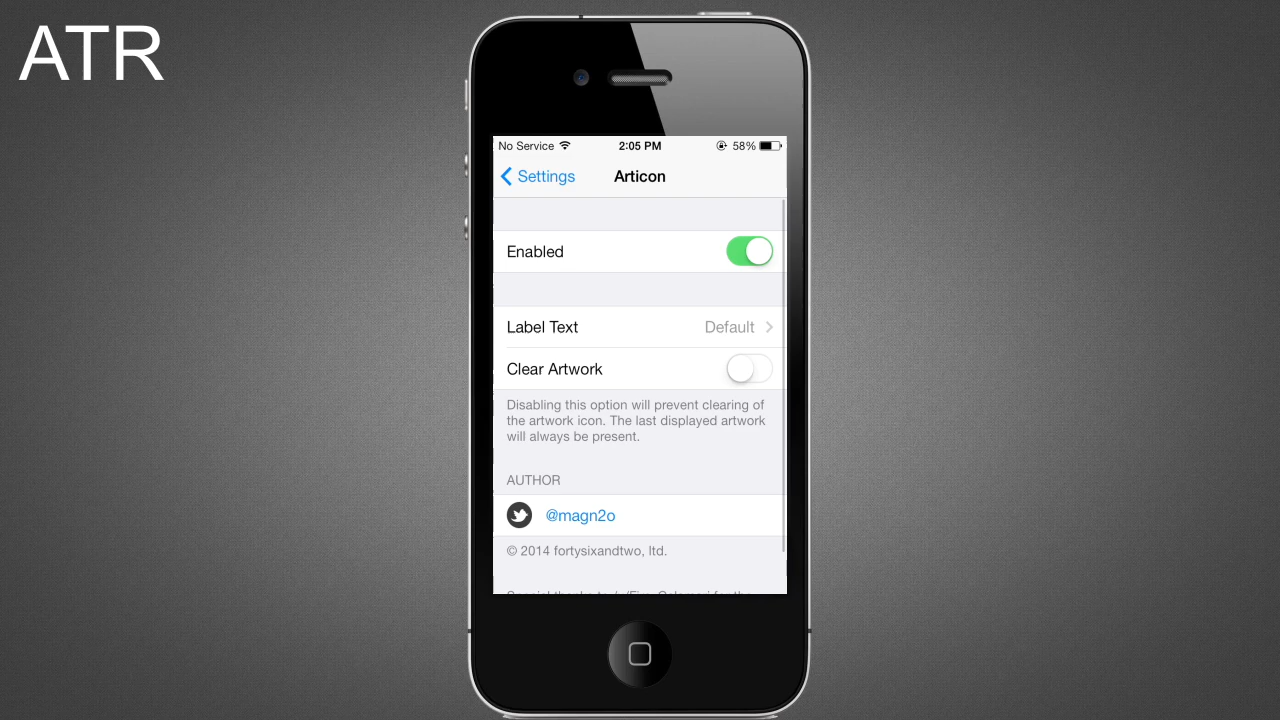 ATR
No Service 2:05 PM 58%
Settings Articon
Enabled
Label Text Default
Clear Artwork
Disabling this option will prevent clearing of
the artwork icon. The last displayed artwork
will always be present.
AUTHOR
@magn2o
© 2014 fortysixandtwo, ltd.